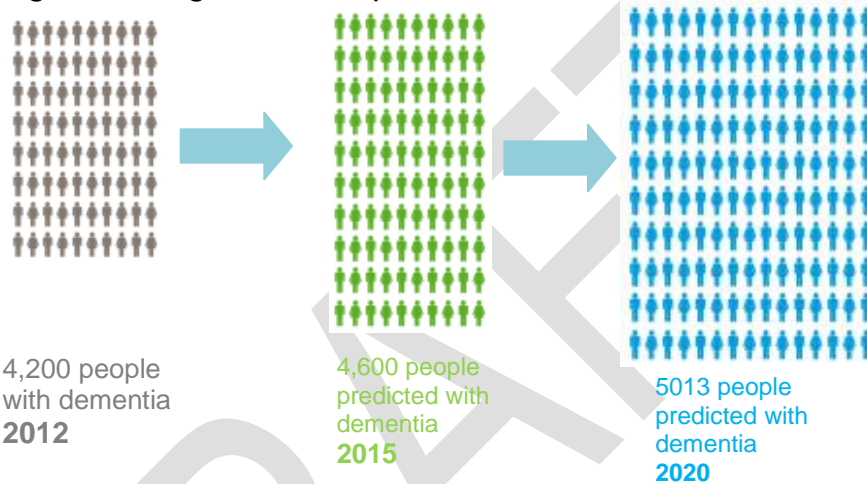 4,200 people
with dementia
2012
4,600 people
predicted with
dementia
2015
5013 people
predicted with
dementia
2020